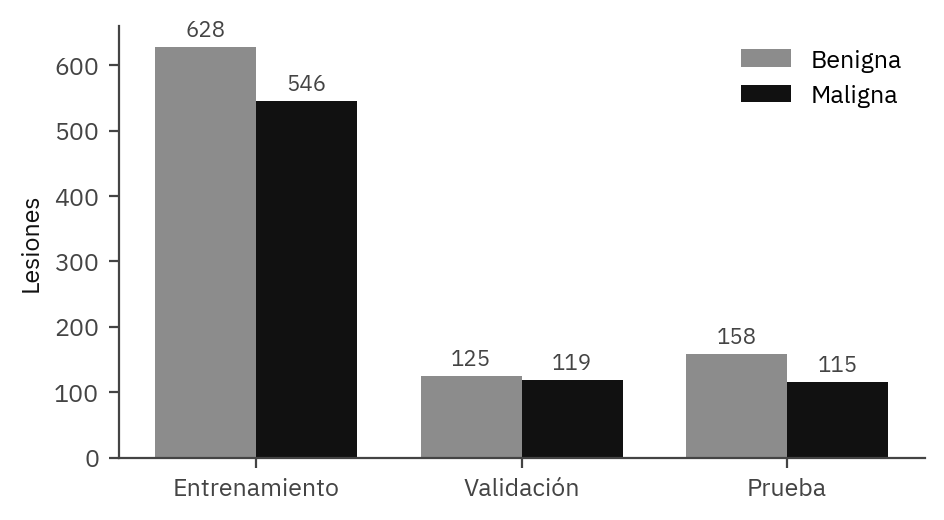 628
546
125
119
158
115
Benigna
Maligna
Lesiones
600
500
400
300
200
100
0
Entrenamiento
Validación
Prueba